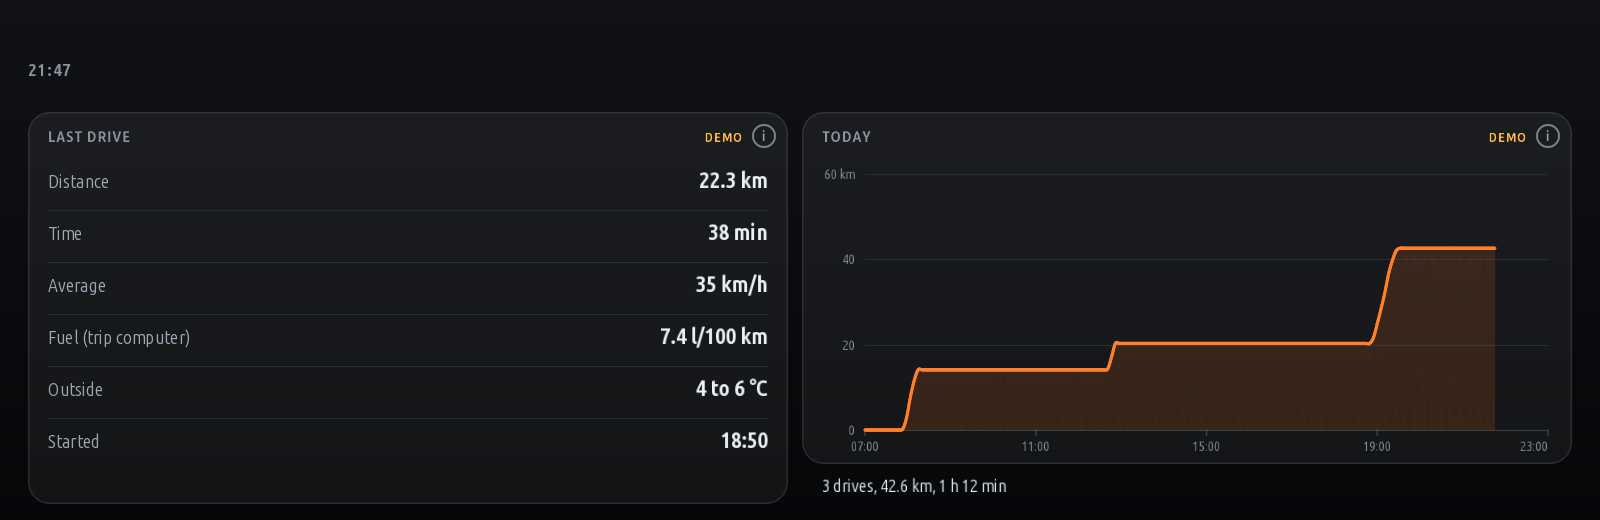 21:47
LAST DRIVE DEMO i
Distance 22.3 km
Time 38 min
Average 35 km/h
Fuel (trip computer) 7.4 l/100 km
Outside 4 to 6 °C
Started 18:50
TODAY DEMO i
60 km
40
20
0
07:00 11:00 15:00 19:00 23:00
3 drives, 42.6 km, 1 h 12 min